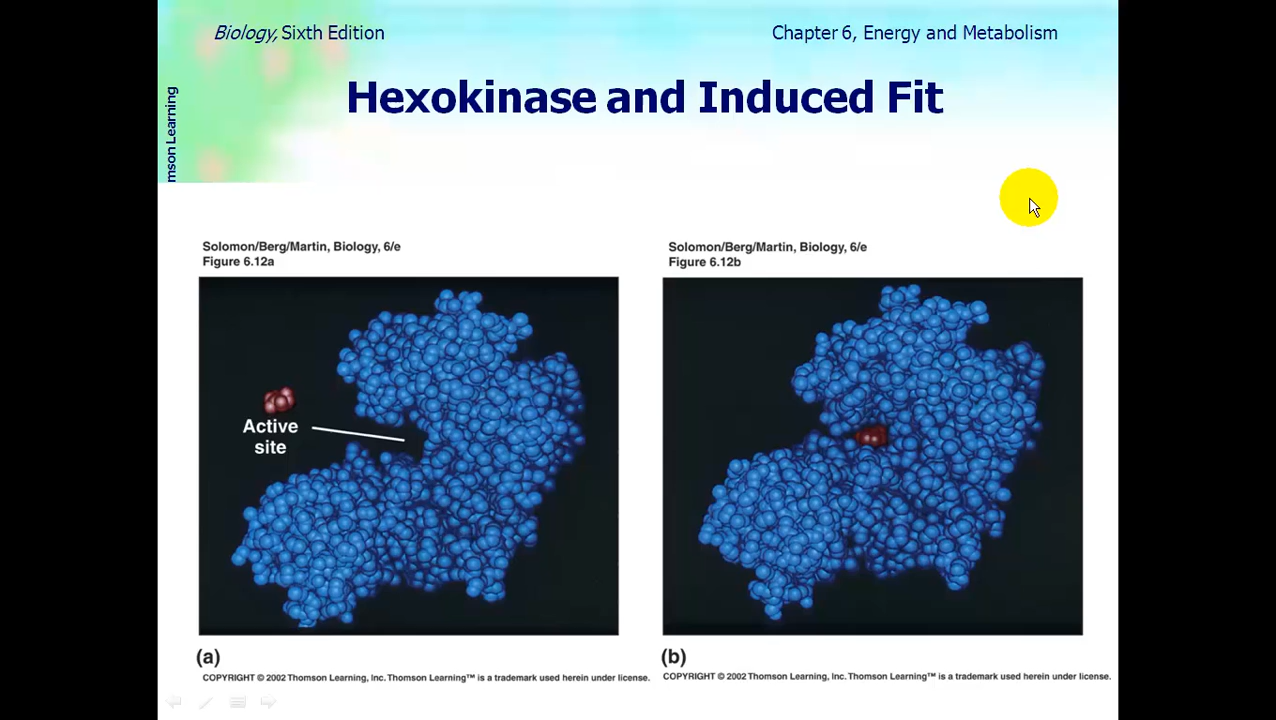 Biology, Sixth Edition
Chapter 6, Energy and Metabolism
Hexokinase and Induced Fit
Learning
Solomon/Berg/Martin, Biology, 6/e
Figure 6.12a
Active
site
(a)
COPYRIGHT © 2002 Thomson Learning, Inc. Thomson Learning™ is a trademark used herein under license.
Solomon/Berg/Martin, Biology, 6/e
Figure 6.12b
(b)
COPYRIGHT © 2002 Thomson Learning, Inc. Thomson Learning™ is a trademark used herein under license.